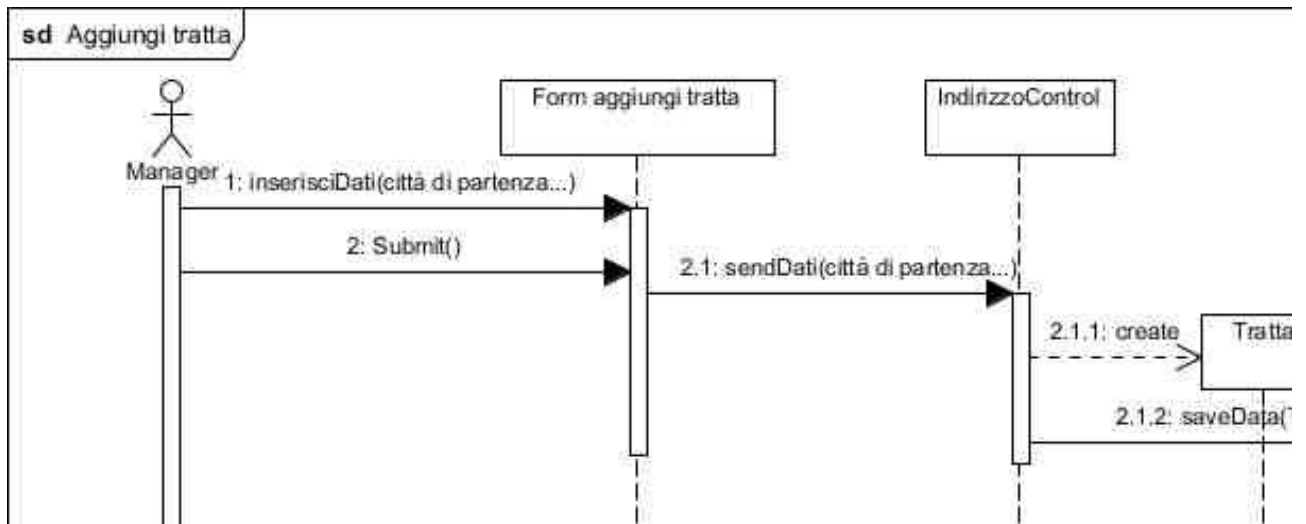 sd Aggiungi tratta
Form aggiungi tratta
IndirizzoControl
Manager
1: inserisciDati(città di partenza...)
2: Submit()
2.1: sendDati(città di partenza...)
2.1.1: create
Tratta
2.1.2: saveData(